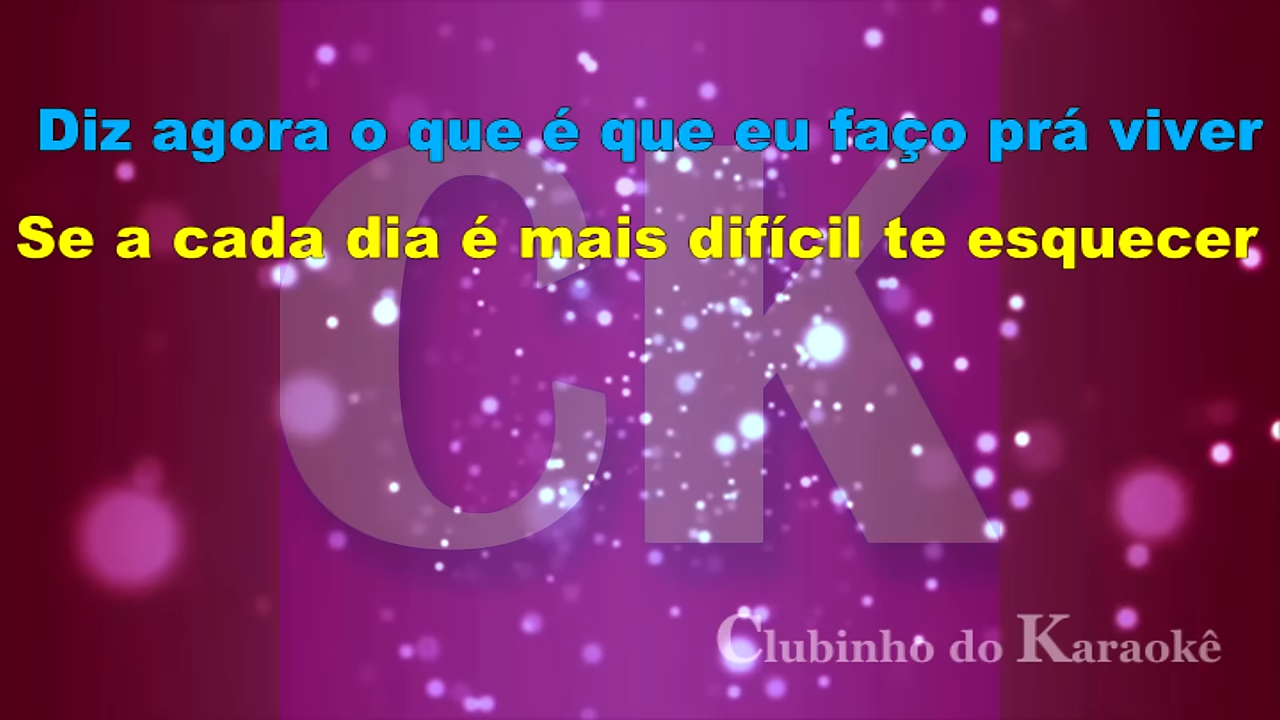 Diz agora o que é que eu faço prá viver
Se a cada dia é mais difícil te esquecer
CK
Clubinho do Karaokê